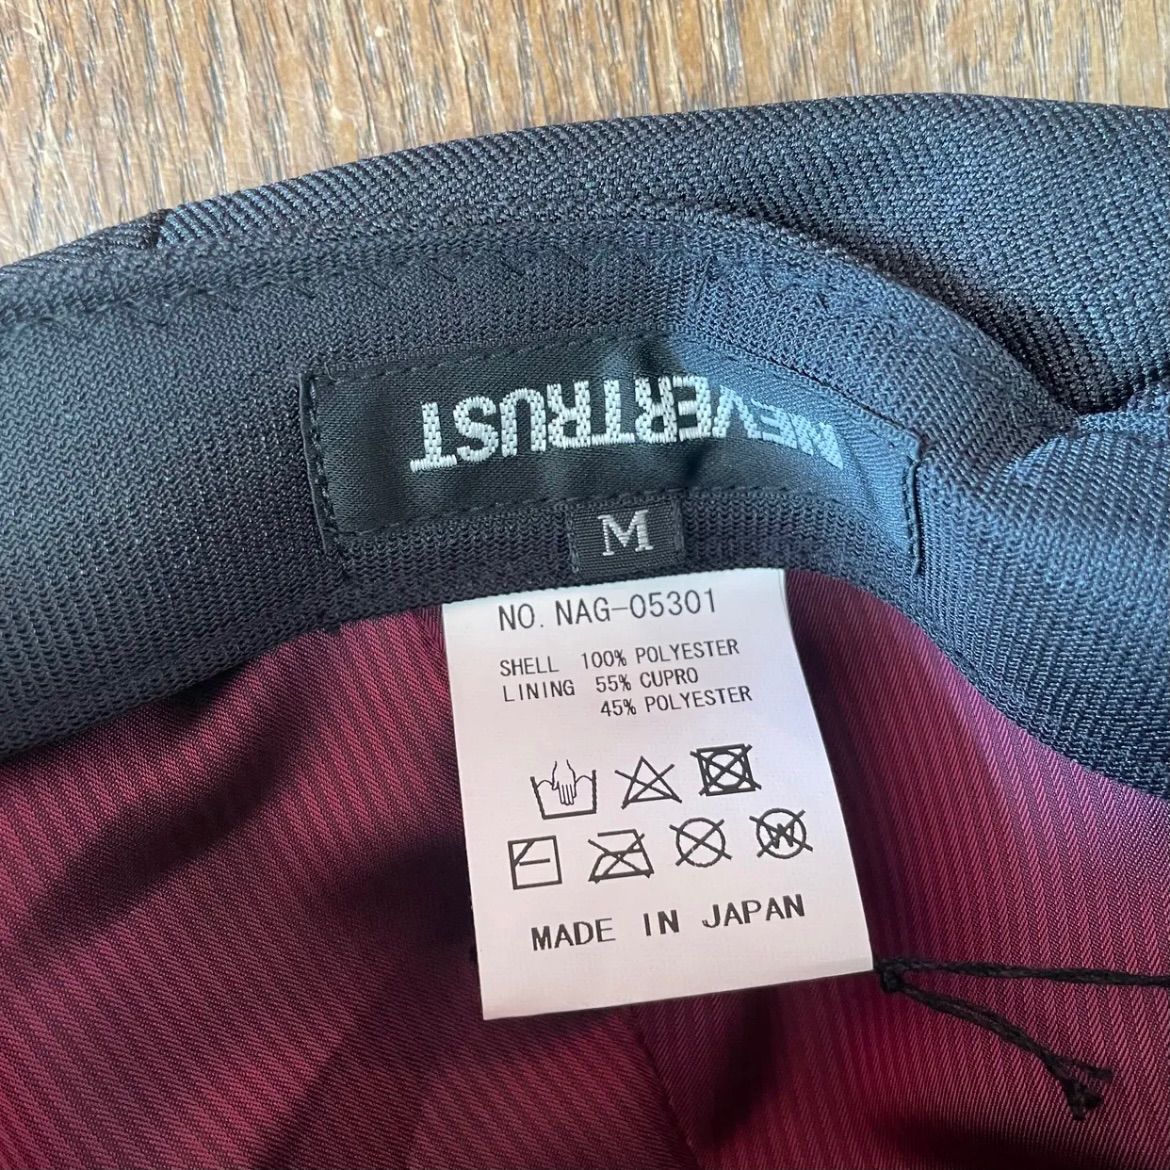 NEVERTRUST
M
NO. NAG-05301
SHELL 100% POLYESTER
LINING 55% CUPRO
45% POLYESTER
W
MADE IN JAPAN